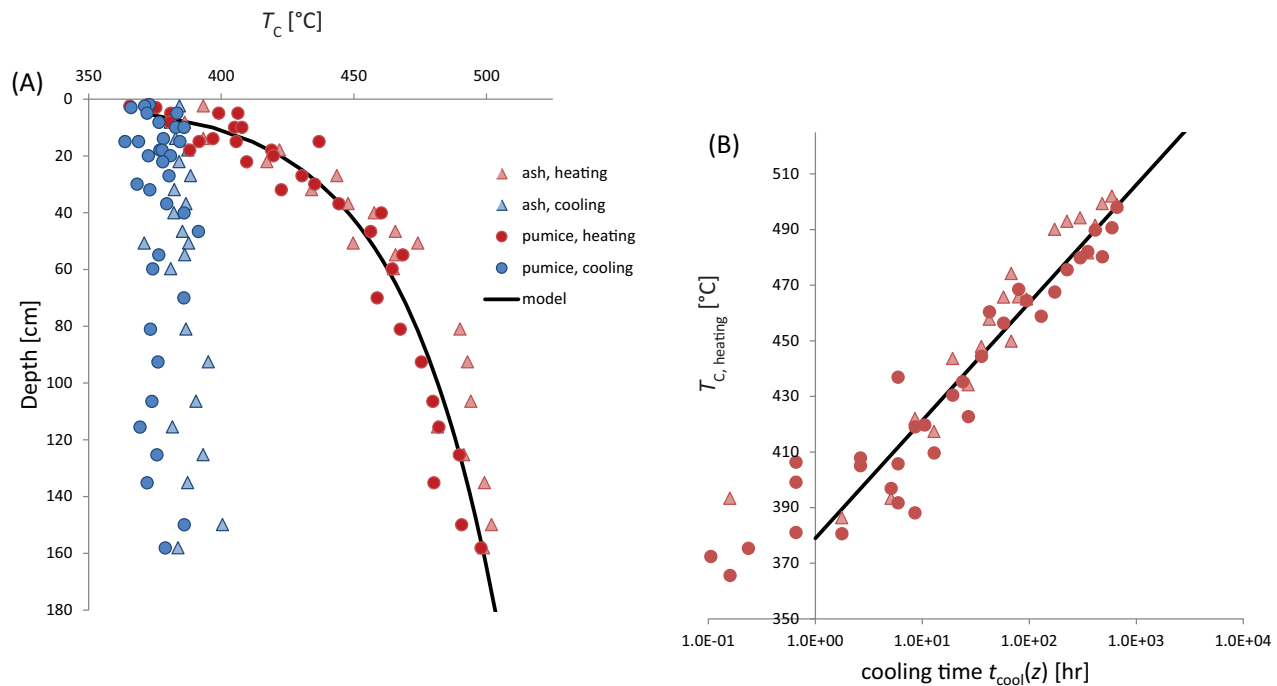 T_C [°C]
(A)
350 400 450 500
0
20
40
60
80
100
120
140
160
180
Depth [cm]
ash, heating
ash, cooling
pumice, heating
pumice, cooling
model
(B)
510
490
470
450
430
410
390
370
350
T_C, heating [°C]
1.0E-01 1.0E+00 1.0E+01 1.0E+02 1.0E+03 1.0E+04
cooling time t_cool(z) [hr]